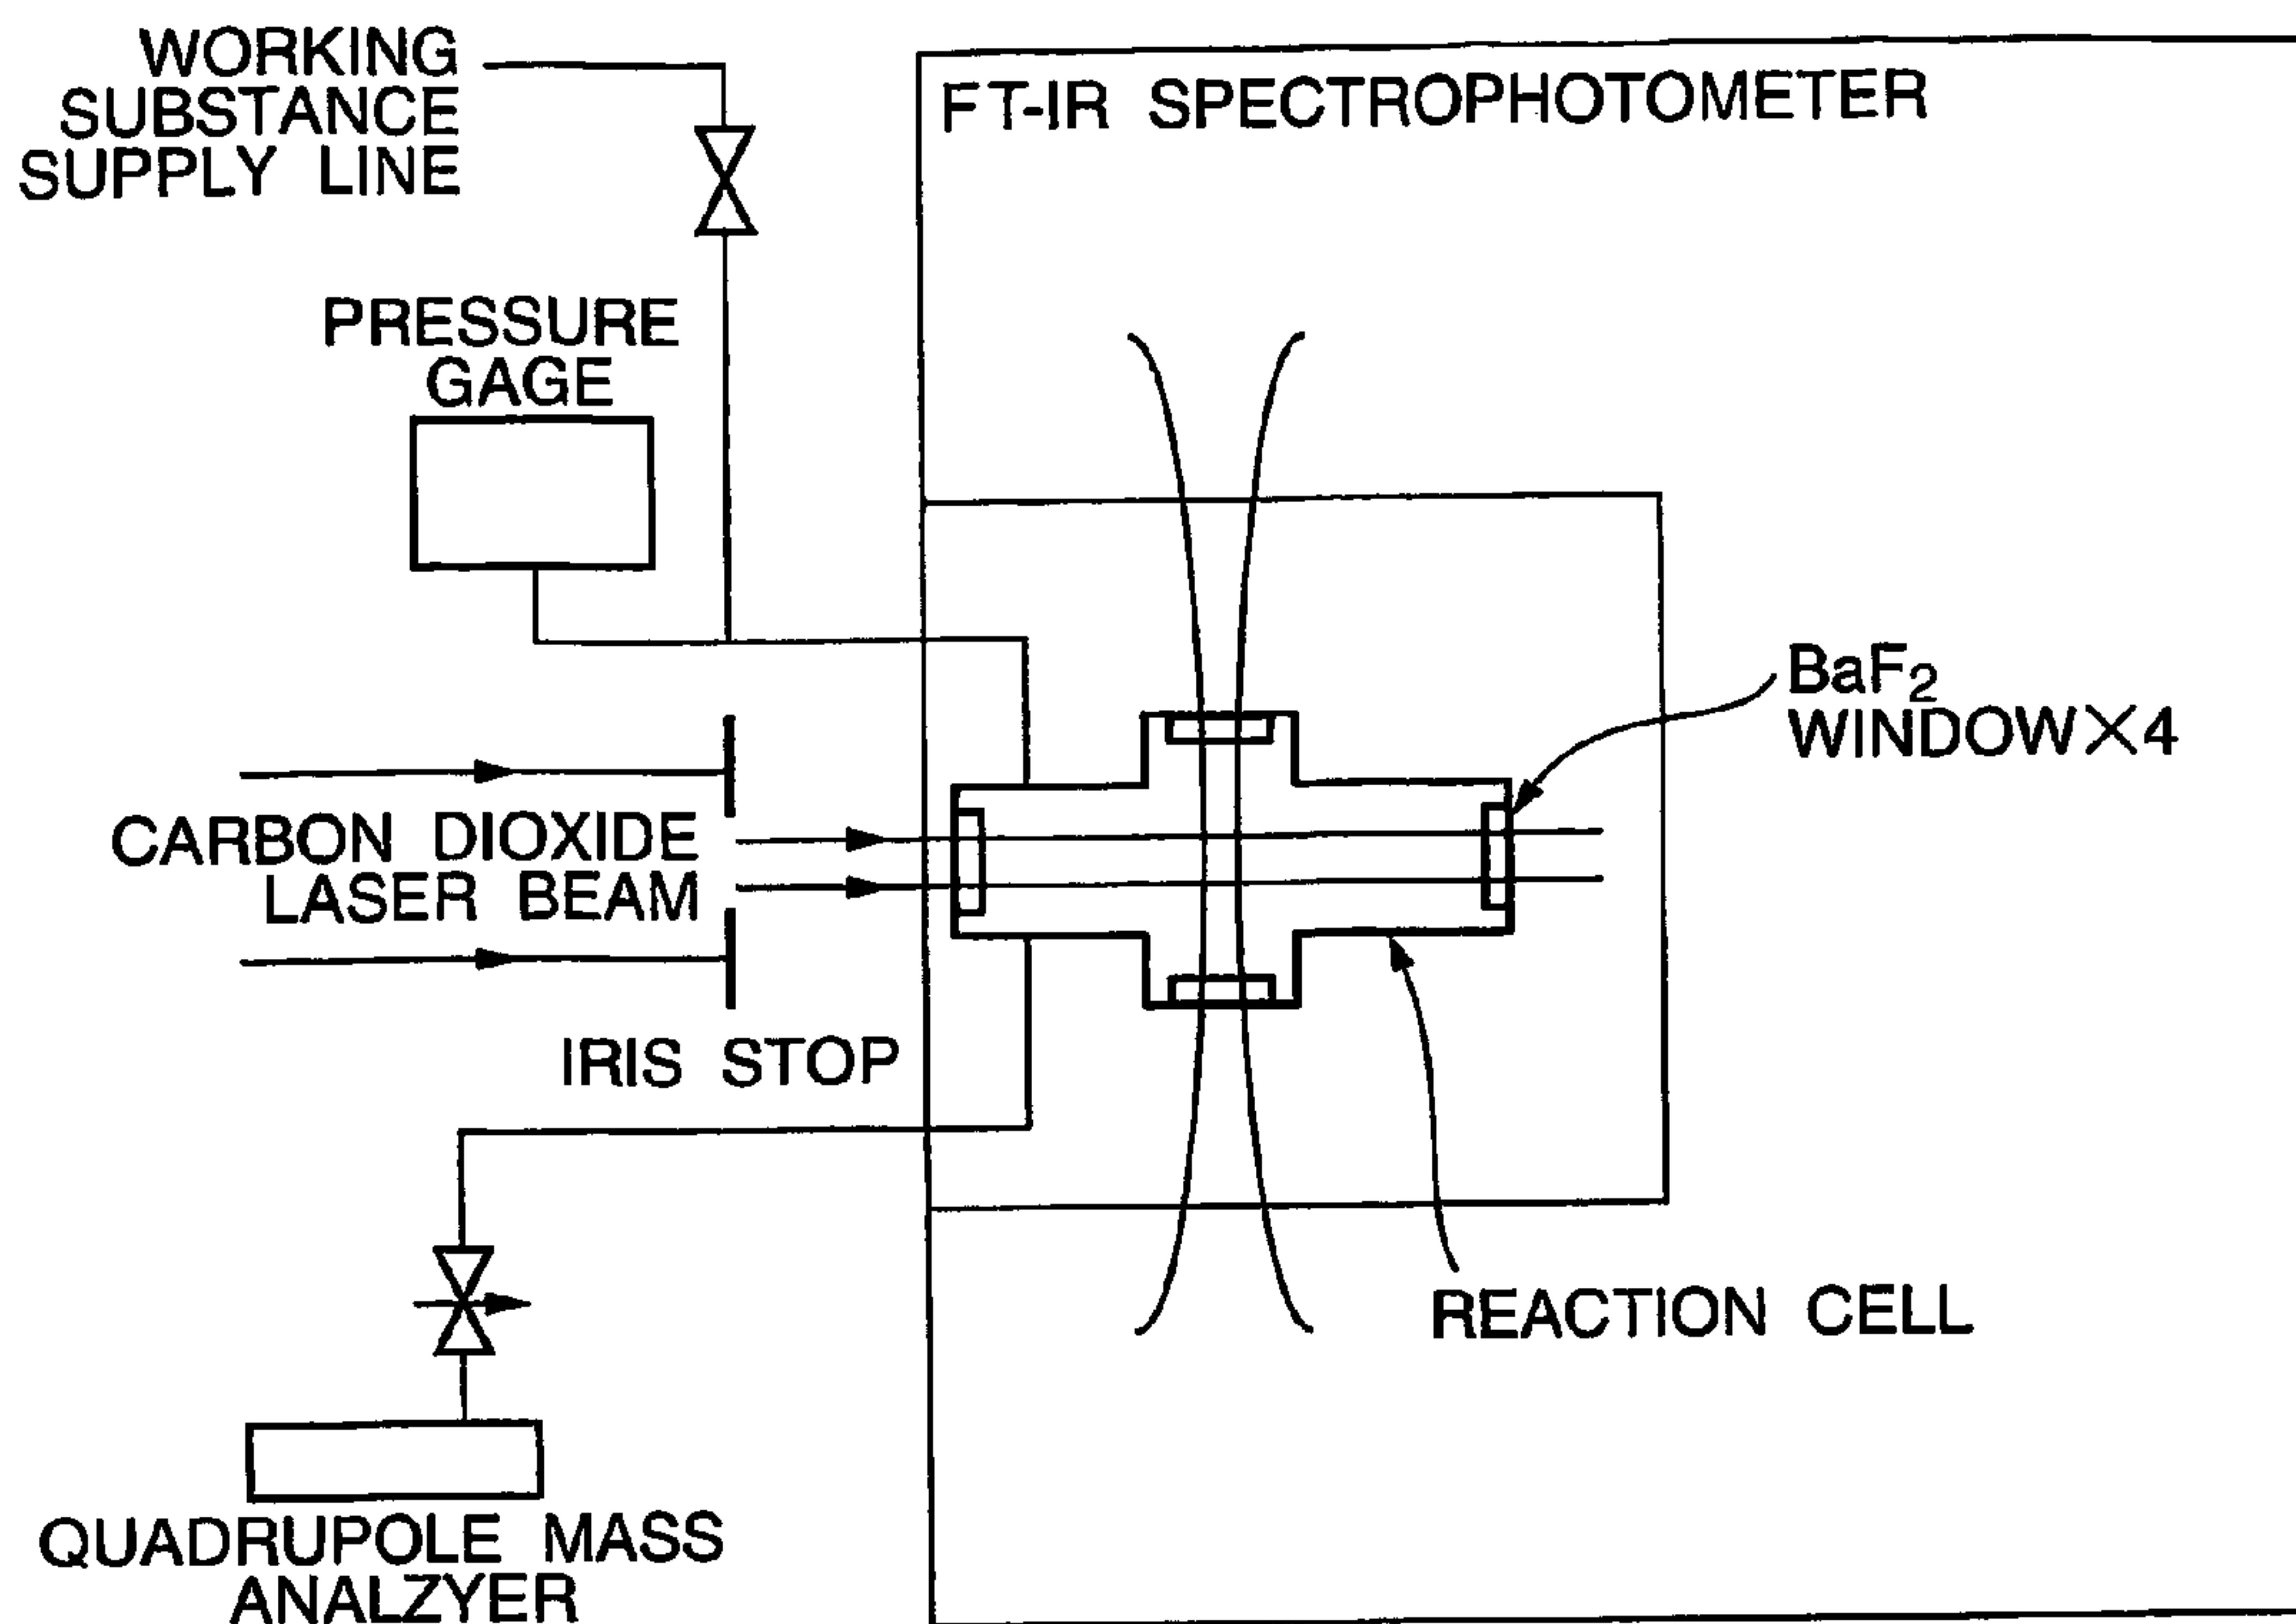 WORKING
SUBSTANCE
SUPPLY LINE
FT-IR SPECTROPHOTOMETER
PRESSURE
GAGE
BaF₂
WINDOW×4
CARBON DIOXIDE
LASER BEAM
IRIS STOP
REACTION CELL
QUADRUPOLE MASS
ANALZYER